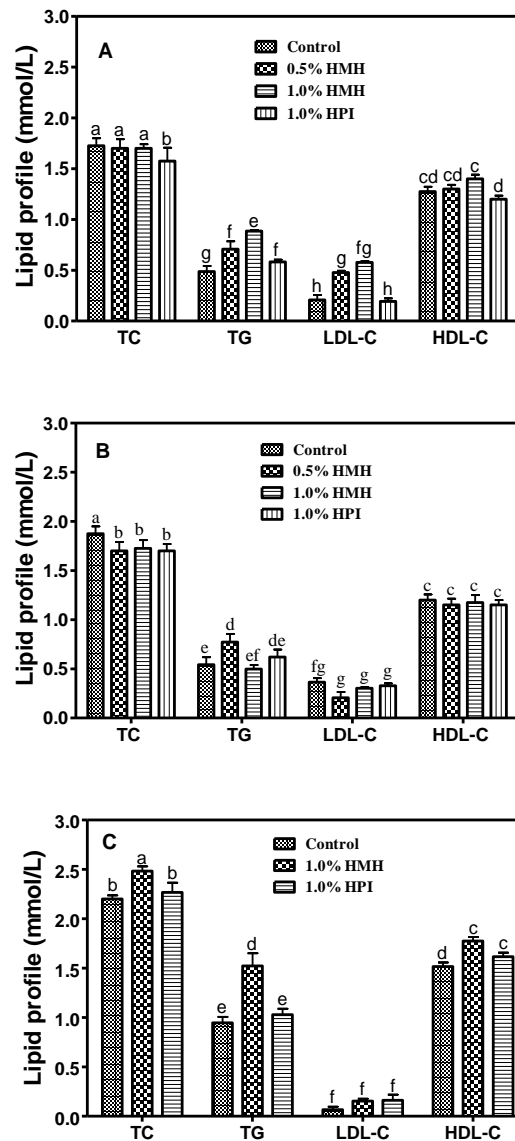 A
Control
0.5% HMH
1.0% HMH
1.0% HPI
Lipid profile (mmol/L)
3.0
2.5
2.0
1.5
1.0
0.5
0.0
a a a b
g f e f
h g fg h
cd cd c d
TC TG LDL-C HDL-C
B
Control
0.5% HMH
1.0% HMH
1.0% HPI
Lipid profile (mmol/L)
3.0
2.5
2.0
1.5
1.0
0.5
0.0
a b b b
e d ef de
fg g g g
c c c c
TC TG LDL-C HDL-C
C
Control
1.0% HMH
1.0% HPI
Lipid profile (mmol/L)
3.0
2.5
2.0
1.5
1.0
0.5
0.0
b a b
e d e
f f f
d c c
TC TG LDL-C HDL-C